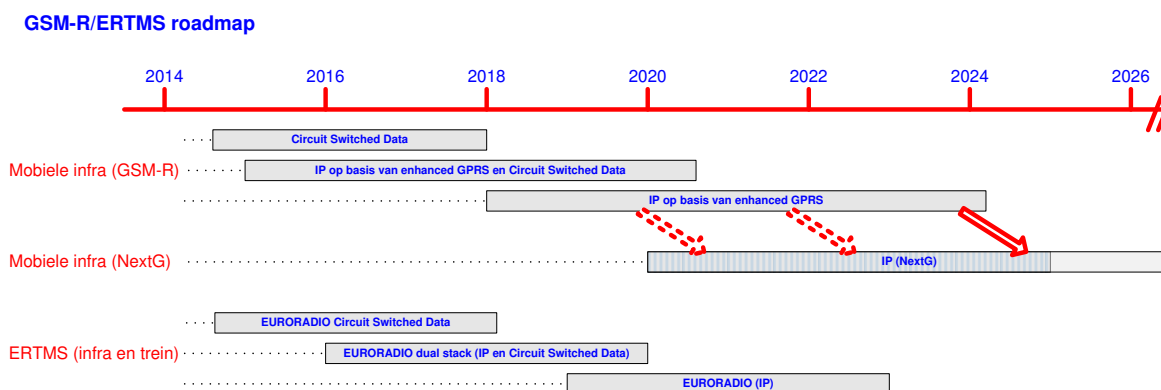 GSM-R/ERTMS roadmap
2014 2016 2018 2020 2022 2024 2026
Circuit Switched Data
Mobiele infra (GSM-R) IP op basis van enhanced GPRS en Circuit Switched Data
IP op basis van enhanced GPRS
Mobiele infra (NextG) IP (NextG)
EURORADIO Circuit Switched Data
ERTMS (infra en trein) EURORADIO dual stack (IP en Circuit Switched Data)
EURORADIO (IP)